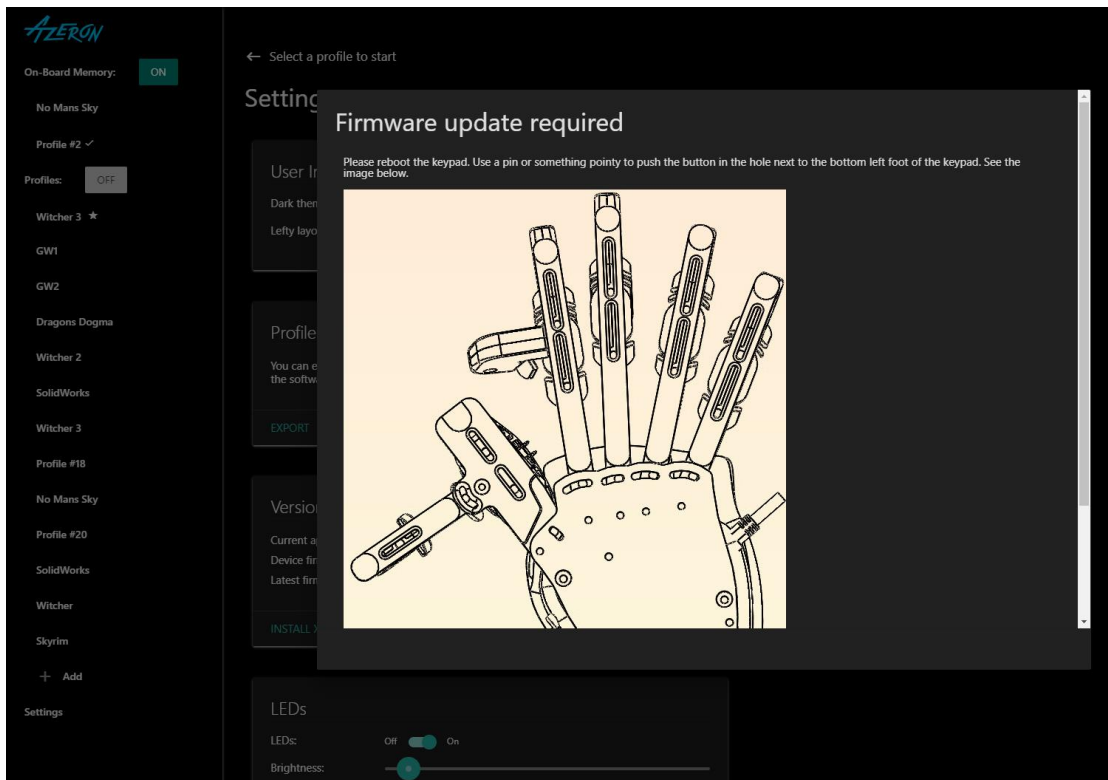 AZERON
On-Board Memory: ON
No Mans Sky
Profile #2
Profiles: OFF
Witcher 3
GW1
GW2
Dragons Dogma
Witcher 2
SolidWorks
Witcher 3
Profile #18
No Mans Sky
Profile #20
SolidWorks
Witcher
Skyrim
+ Add
Settings
← Select a profile to start
Setting
User In
Dark then
Lefty layo
Profile
You can e
the softw
EXPORT
Version
Current a
Device fir
Latest firm
INSTALL
LEDs
LEDs: Off On
Brightness:
Firmware update required
Please reboot the keypad. Use a pin or something pointy to push the button in the hole next to the bottom left foot of the keypad. See the
image below.